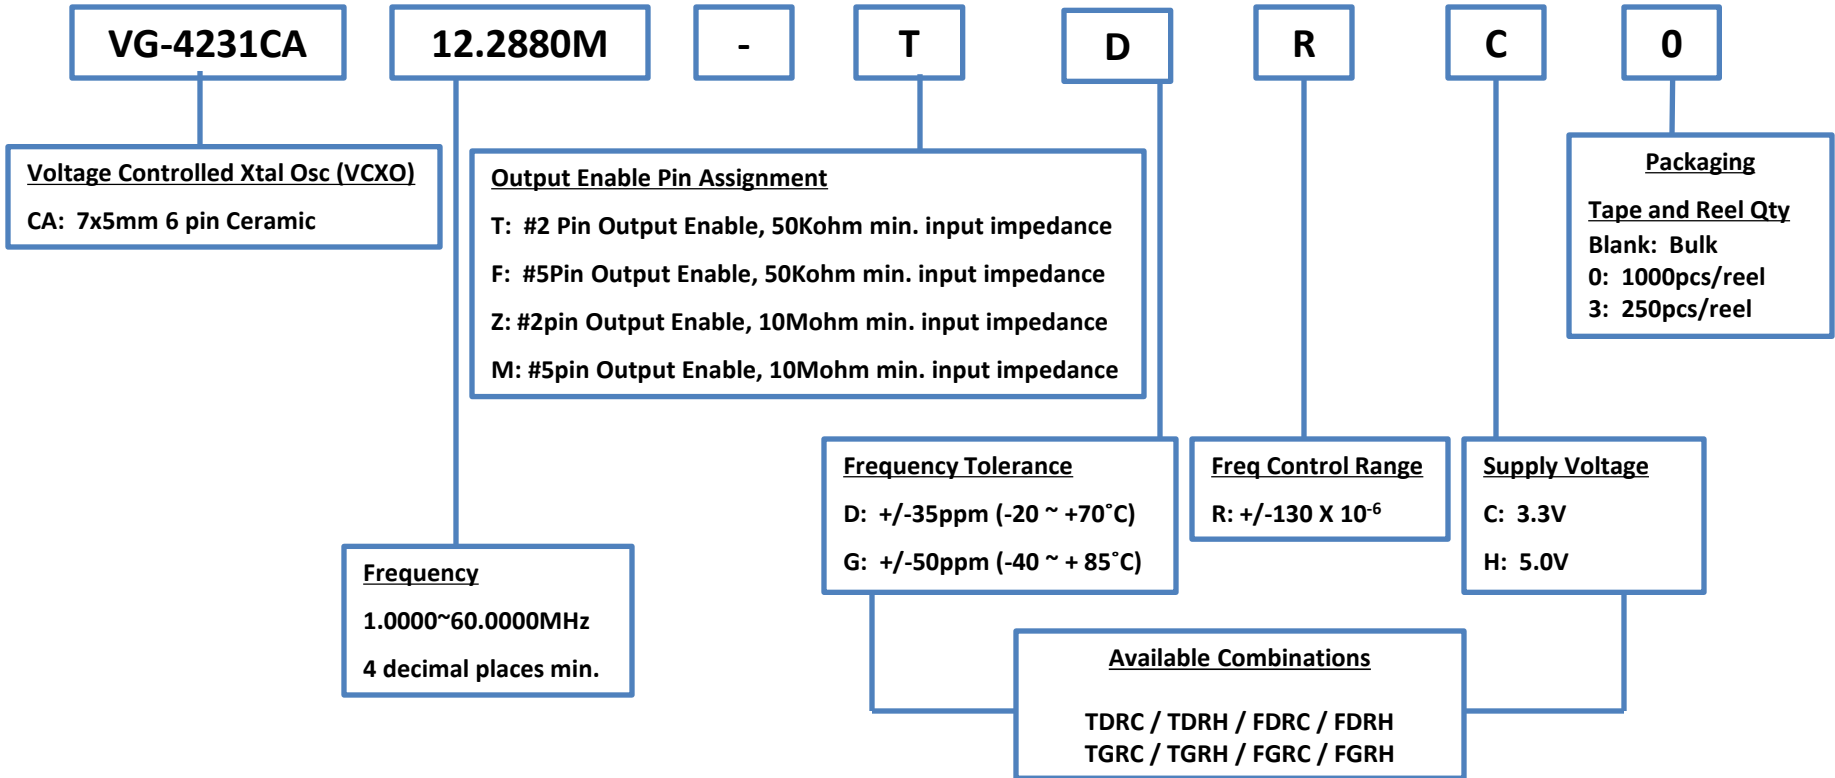 VG-4231CA 12.2880M - T D R C 0
Voltage Controlled Xtal Osc (VCXO)
CA: 7x5mm 6 pin Ceramic
Output Enable Pin Assignment
T: #2 Pin Output Enable, 50Kohm min. input impedance
F: #5Pin Output Enable, 50Kohm min. input impedance
Z: #2pin Output Enable, 10Mohm min. input impedance
M: #5pin Output Enable, 10Mohm min. input impedance
Packaging
Tape and Reel Qty
Blank: Bulk
0: 1000pcs/reel
3: 250pcs/reel
Frequency Tolerance
D: +/-35ppm (-20 ~ +70˚C)
G: +/-50ppm (-40 ~ + 85˚C)
Freq Control Range
R: +/-130 X 10⁻⁶
Supply Voltage
C: 3.3V
H: 5.0V
Frequency
1.0000~60.0000MHz
4 decimal places min.
Available Combinations
TDRC / TDRH / FDRC / FDRH
TGRC / TGRH / FGRC / FGRH